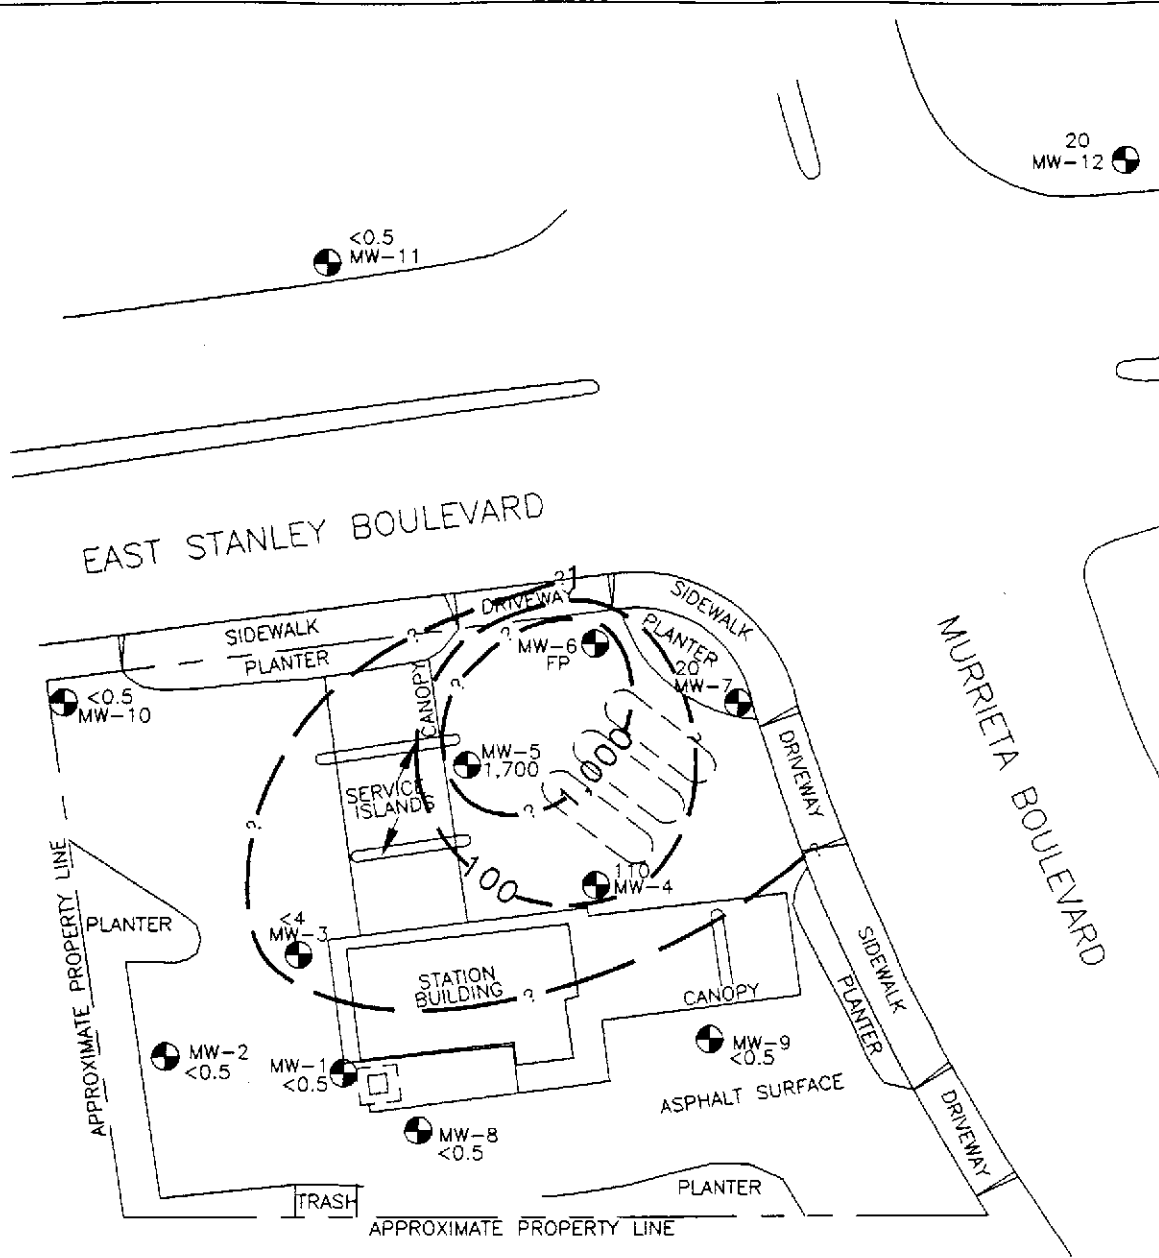 20
MW-12
<0.5
MW-11
EAST STANLEY BOULEVARD
?1
DRIVEWAY
SIDEWALK
SIDEWALK
?
?
PLANTER
PLANTER
MW-6
FP
20
MW-7
<0.5
MW-10
CANOPY
?
?
MURRIETA BOULEVARD
MW-5
1,700
1,000
DRIVEWAY
SERVICE
ISLANDS
?
?
?
100
110
MW-4
APPROXIMATE PROPERTY LINE
PLANTER
<4
MW-3
STATION
BUILDING
?
CANOPY
SIDEWALK
PLANTER
MW-2
<0.5
MW-1
<0.5
MW-9
<0.5
ASPHALT SURFACE
MW-8
<0.5
DRIVEWAY
TRASH
PLANTER
APPROXIMATE PROPERTY LINE